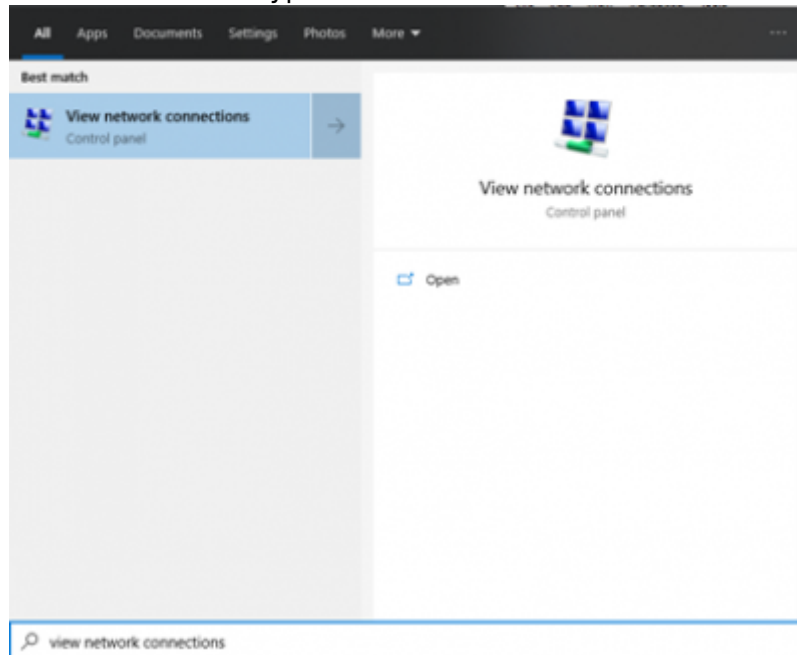 All Apps Documents Settings Photos More
Best match
View network connections
Control panel
View network connections
Control panel
Open
view network connections